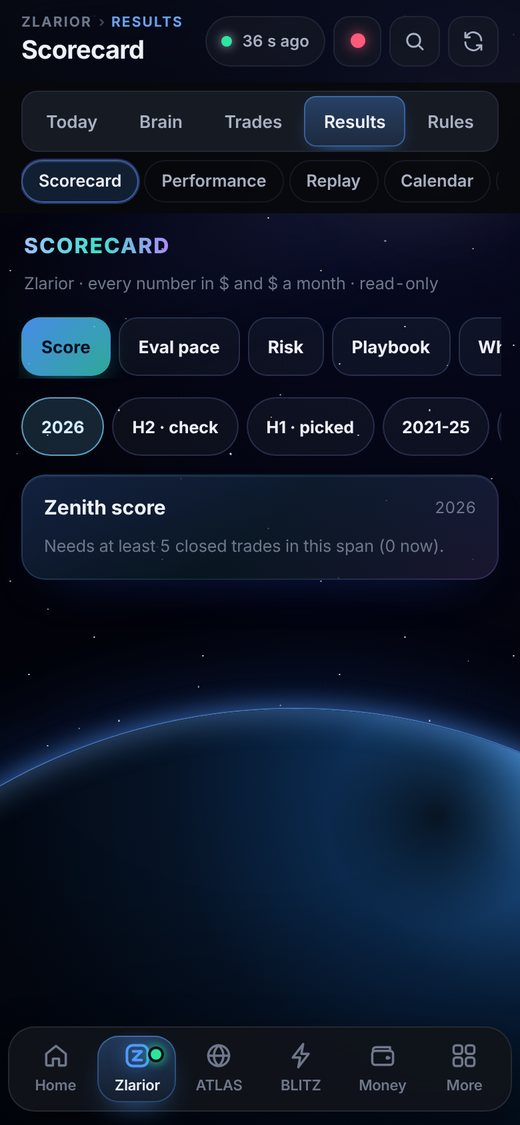 ZLARIOR › RESULTS
Scorecard
36 s ago
Today Brain Trades Results Rules
Scorecard Performance Replay Calendar
SCORECARD
Zlarior · every number in $ and $ a month · read-only
Score Eval pace Risk Playbook
2026 H2 · check H1 · picked 2021-25
Zenith score 2026
Needs at least 5 closed trades in this span (0 now).
Home Zlarior ATLAS BLITZ Money More